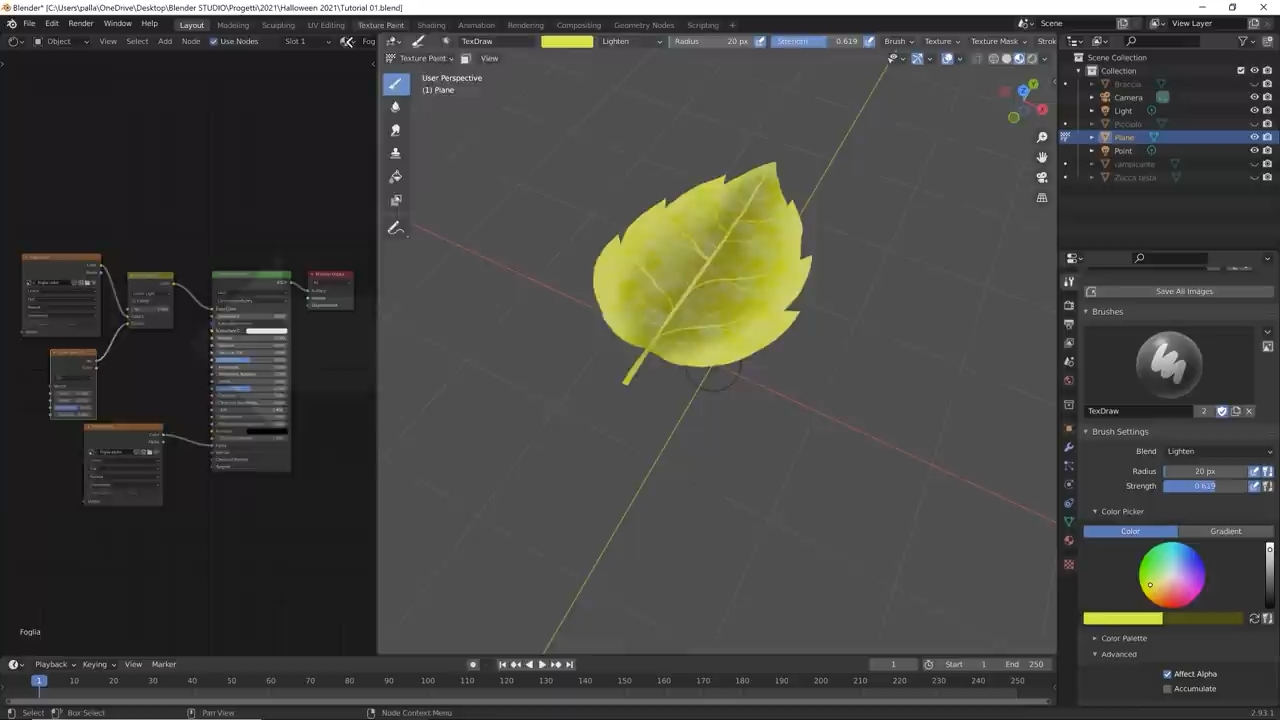 Blender* [C:\Users\palla\OneDrive\Desktop\Blender STUDIO\Progetti\2021\Halloween 2021\Tutorial 01.blend]
File Edit Render Window Help Layout Modeling Sculpting UV Editing Texture Paint Shading Animation Rendering Compositing Geometry Nodes Scripting + Scene View Layer
Object View Select Add Node Use Nodes Slot 1 Fog TexDraw Lighten Radius 20 px Strength 0.619 Brush Texture Texture Mask Strok
Texture Paint View
User Perspective
(1) Plane
Scene Collection
Collection
Braccia
Camera
Light
Picciolo
Plane
Point
rampicante
Zucca testa
Save All Images
Brushes
TexDraw 2
Brush Settings
Blend Lighten
Radius 20 px
Strength 0.619
Color Picker
Color Gradient
Color Palette
Advanced
Affect Alpha
Accumulate
Foglia
Playback Keying View Marker 1 Start 1 End 250
1 10 20 30 40 50 60 70 80 90 100 110 120 130 140 150 160 170 180 190 200 210 220 230 240 250
Select Box Select Pan View Node Context Menu 2.93.1